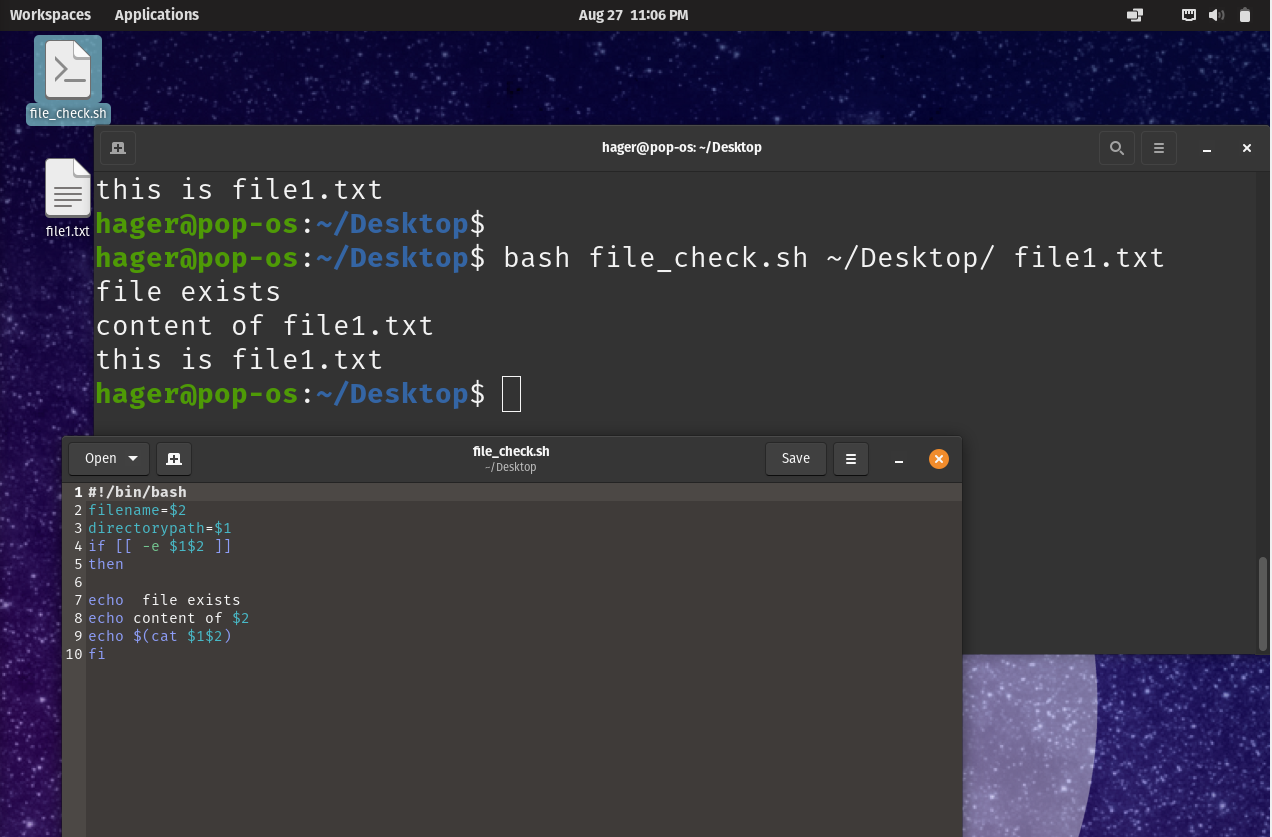 Workspaces Applications Aug 27 11:06 PM
file_check.sh
file1.txt
hager@pop-os: ~/Desktop
this is file1.txt
hager@pop-os:~/Desktop$
hager@pop-os:~/Desktop$ bash file_check.sh ~/Desktop/ file1.txt
file exists
content of file1.txt
this is file1.txt
hager@pop-os:~/Desktop$
Open file_check.sh Save
~/Desktop
1 #!/bin/bash
2 filename=$2
3 directorypath=$1
4 if [[ -e $1$2 ]]
5 then
6
7 echo  file exists
8 echo content of $2
9 echo $(cat $1$2)
10 fi